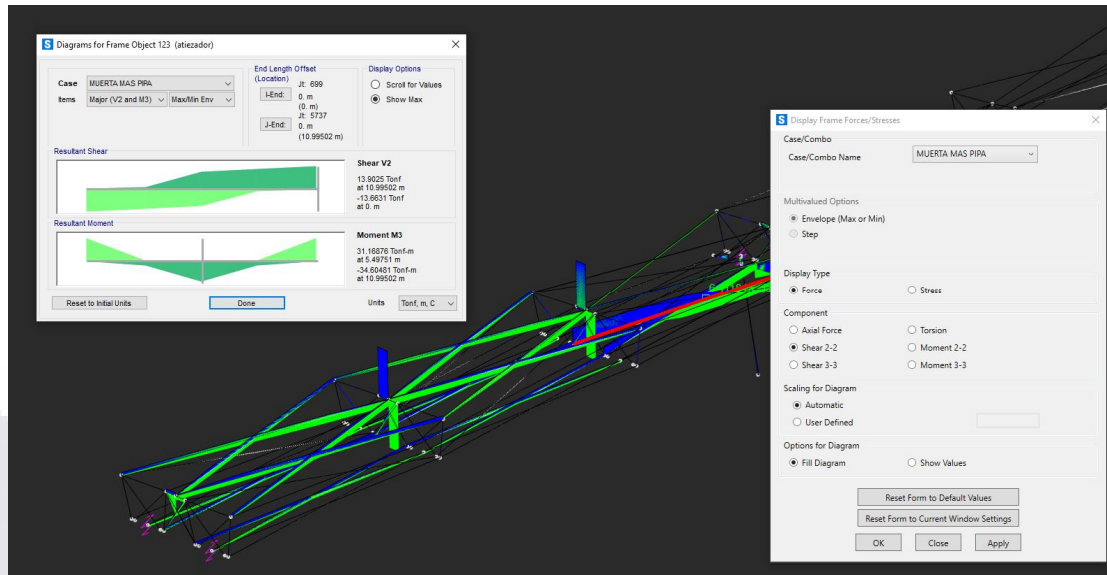 Diagrams for Frame Object 123 (atiezador)
Case MUERTA MAS PIPA
Items Major (V2 and M3) Max/Min Env
End Length Offset
(Location)
Jt: 699
I-End: 0. m
(0. m)
Jt: 5737
J-End: 0. m
(10.99502 m)
Display Options
Scroll for Values
Show Max
Resultant Shear
Shear V2
13.9025 Tonf
at 10.99502 m
-13.6631 Tonf
at 0. m
Resultant Moment
Moment M3
31.16876 Tonf-m
at 5.49751 m
-34.60481 Tonf-m
at 10.99502 m
Reset to Initial Units
Done
Units Tonf, m, C
Display Frame Forces/Stresses
Case/Combo
Case/Combo Name MUERTA MAS PIPA
Multivalued Options
Envelope (Max or Min)
Step
Display Type
Force Stress
Component
Axial Force Torsion
Shear 2-2 Moment 2-2
Shear 3-3 Moment 3-3
Scaling for Diagram
Automatic
User Defined
Options for Diagram
Fill Diagram Show Values
Reset Form to Default Values
Reset Form to Current Window Settings
OK Close Apply